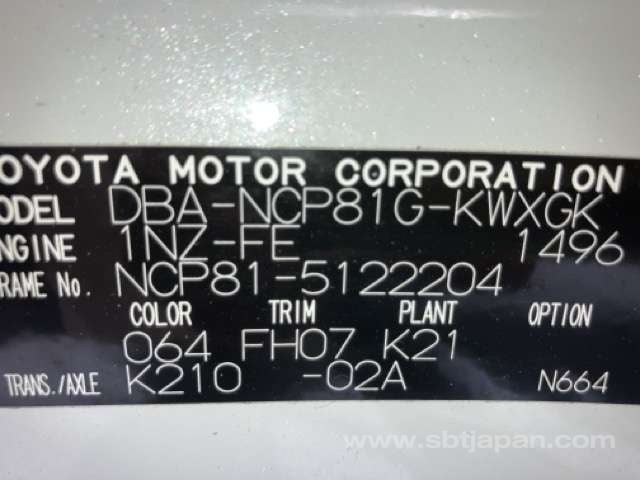 TOYOTA MOTOR CORPORATION
MODEL DBA-NCP81G-KWXGK
ENGINE 1NZ-FE 1496
FRAME No. NCP81-5122204
COLOR TRIM PLANT OPTION
064 FH07 K21
TRANS./AXLE K210 -02A N664
www.sbtjapan.com